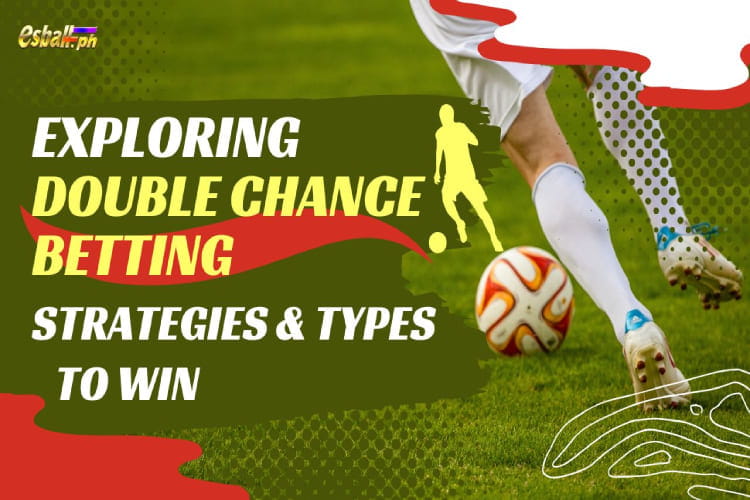 esball.ph
EXPLORING
DOUBLE CHANCE
BETTING
STRATEGIES & TYPES
TO WIN